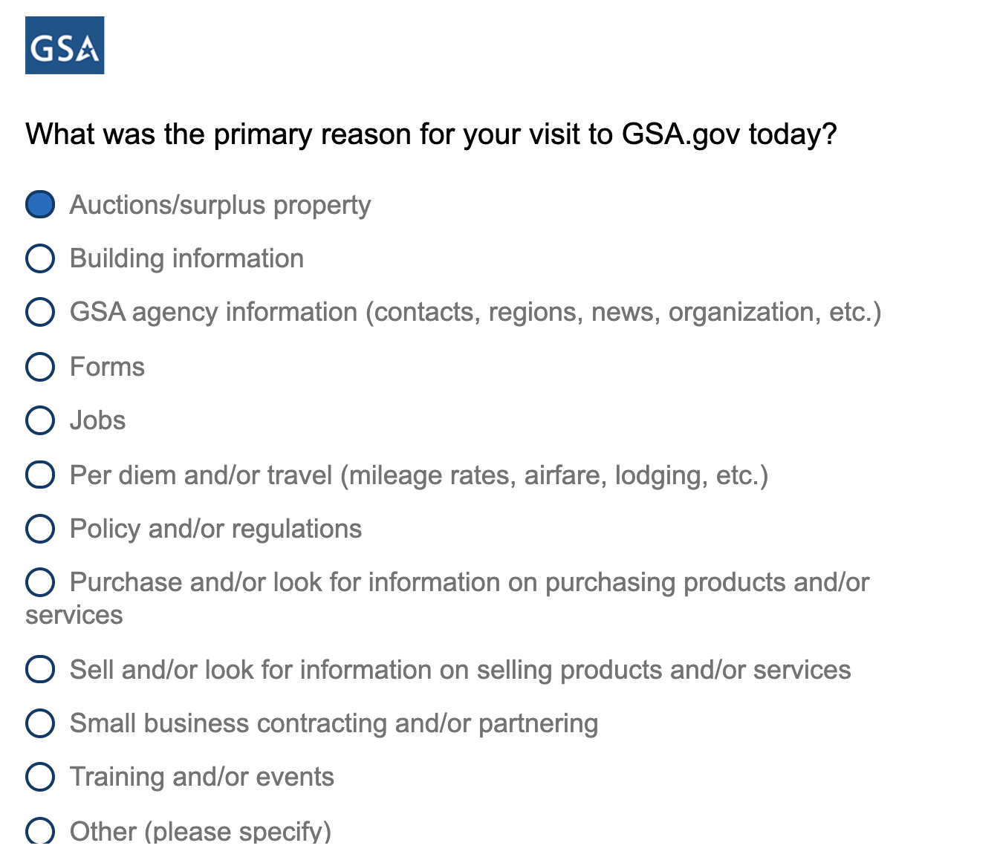 GSA
What was the primary reason for your visit to GSA.gov today?
Auctions/surplus property
Building information
GSA agency information (contacts, regions, news, organization, etc.)
Forms
Jobs
Per diem and/or travel (mileage rates, airfare, lodging, etc.)
Policy and/or regulations
Purchase and/or look for information on purchasing products and/or
services
Sell and/or look for information on selling products and/or services
Small business contracting and/or partnering
Training and/or events
Other (please specify)